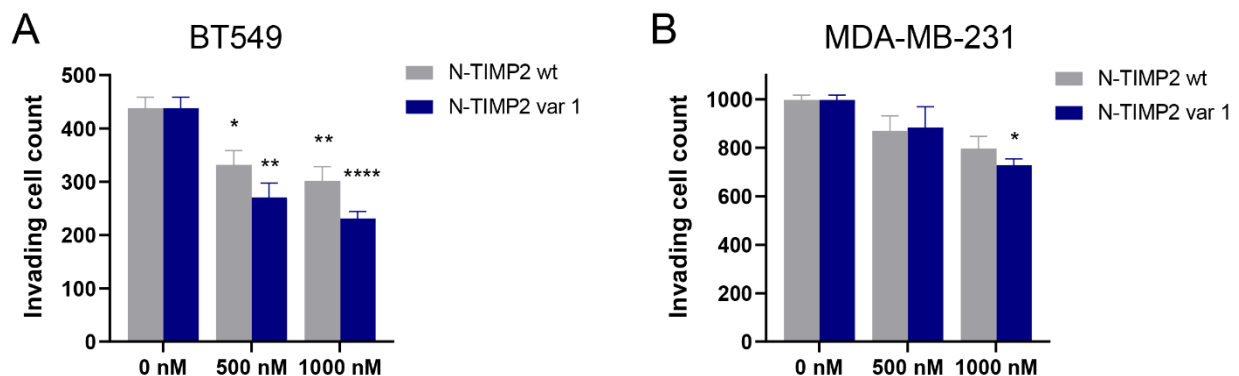 A
BT549
N-TIMP2 wt
N-TIMP2 var 1
Invading cell count
500
400
300
200
100
0
*
**
**
****
0 nM
500 nM
1000 nM
B
MDA-MB-231
N-TIMP2 wt
N-TIMP2 var 1
Invading cell count
1000
800
600
400
200
0
*
0 nM
500 nM
1000 nM